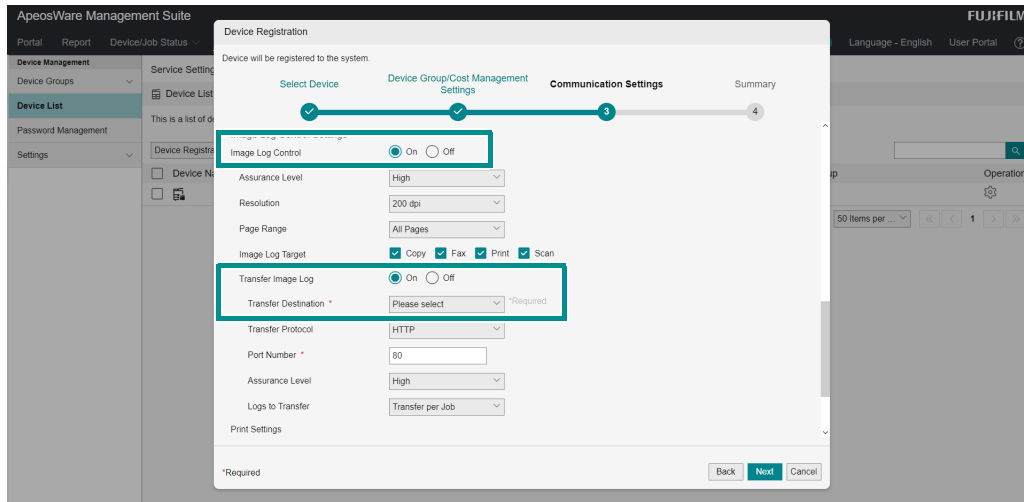 ApeosWare Management Suite
FUJIFILM
Portal Report Device/Job Status
Language - English User Portal
Device Management
Device Groups
Device List
Password Management
Settings
Service Setting
Device List
This is a list of d
Device Registra
Device Na
up
Operation
50 Items per ...
1
Device Registration
Device will be registered to the system.
Select Device
Device Group/Cost Management
Settings
Communication Settings
Summary
3
4
Image Log Control Settings
Image Log Control On Off
Assurance Level High
Resolution 200 dpi
Page Range All Pages
Image Log Target Copy Fax Print Scan
Transfer Image Log On Off
Transfer Destination * Please select *Required
Transfer Protocol HTTP
Port Number * 80
Assurance Level High
Logs to Transfer Transfer per Job
Print Settings
*Required
Back Next Cancel